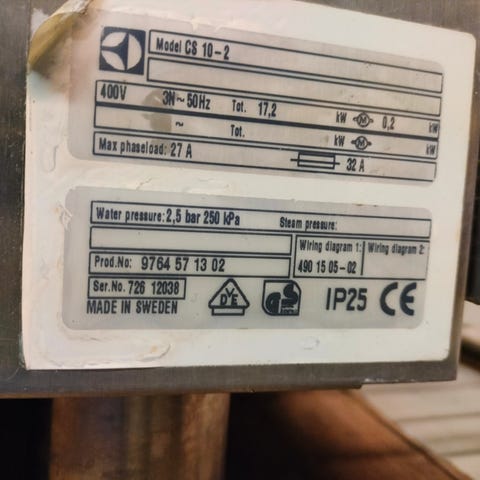 Model CS 10-2
400V 3N~50Hz Tot. 17,2 kW M 0,2 kW
~ Tot. kW M kW
Max phaseload: 27 A 32 A
Water pressure: 2,5 bar 250 kPa Steam pressure:
Wiring diagram 1: Wiring diagram 2:
Prod.No: 9764 57 13 02 490 15 05-02
Ser.No. 726 12038
MADE IN SWEDEN VDE GS IP25 CE